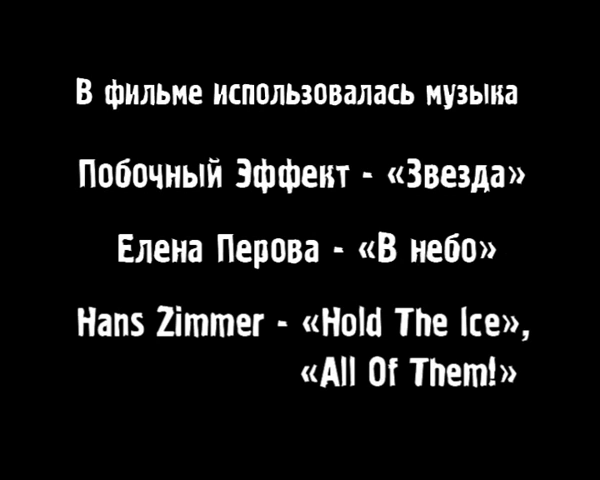 В фильме использовалась музыка
Побочный Эффект - «Звезда»
Елена Перова - «В небо»
Hans Zimmer - «Hold The Ice»,
«All Of Them!»